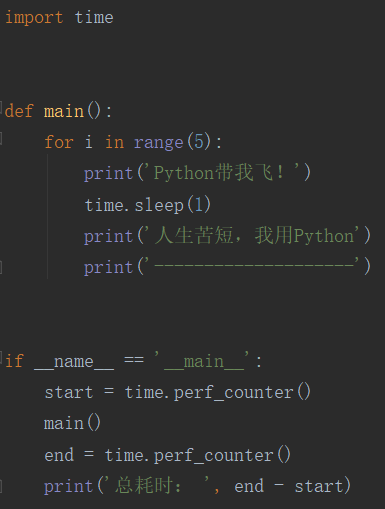 import time
def main():
    for i in range(5):
        print('Python带我飞！')
        time.sleep(1)
        print('人生苦短，我用Python')
        print('--------------------')
if __name__ == '__main__':
    start = time.perf_counter()
    main()
    end = time.perf_counter()
    print('总耗时： ', end - start)